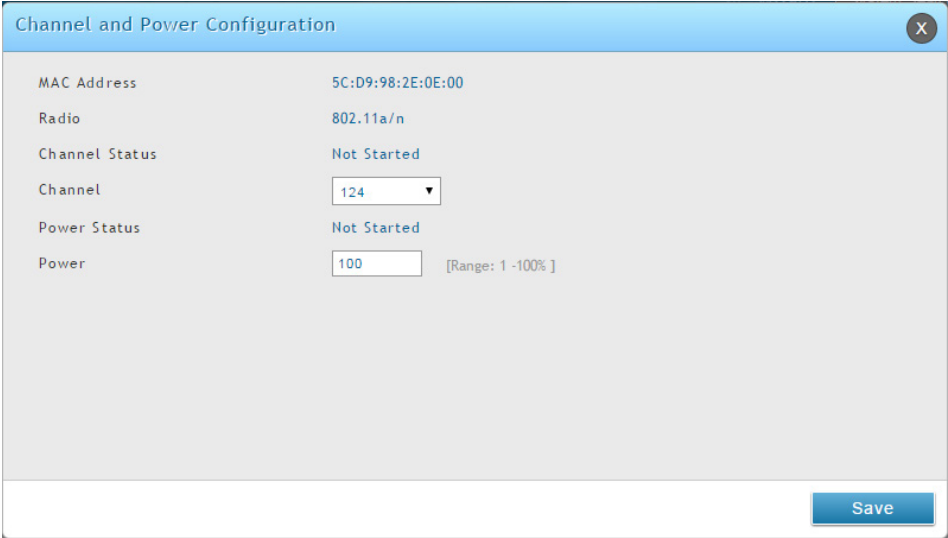 Channel and Power Configuration
X
MAC Address 5C:D9:98:2E:0E:00
Radio 802.11a/n
Channel Status Not Started
Channel 124
Power Status Not Started
Power 100 [Range: 1 -100% ]
Save